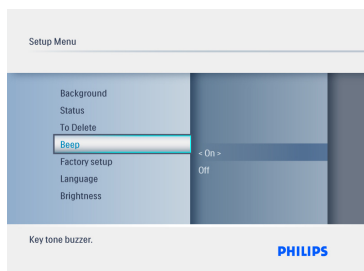 Setup Menu
Background
Status
To Delete
Beep
Factory setup
Language
Brightness
< On >
Off
Key tone buzzer.
PHILIPS